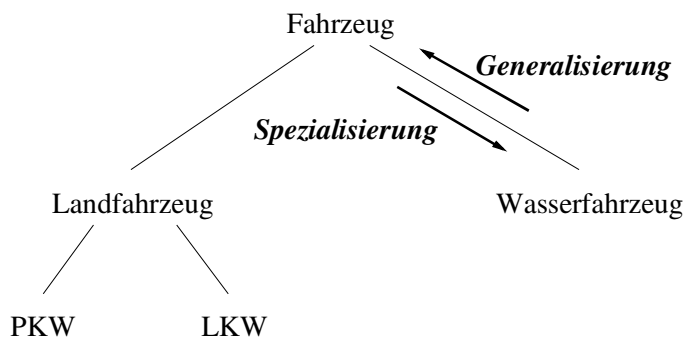 Fahrzeug
Generalisierung
Spezialisierung
Landfahrzeug
Wasserfahrzeug
PKW
LKW